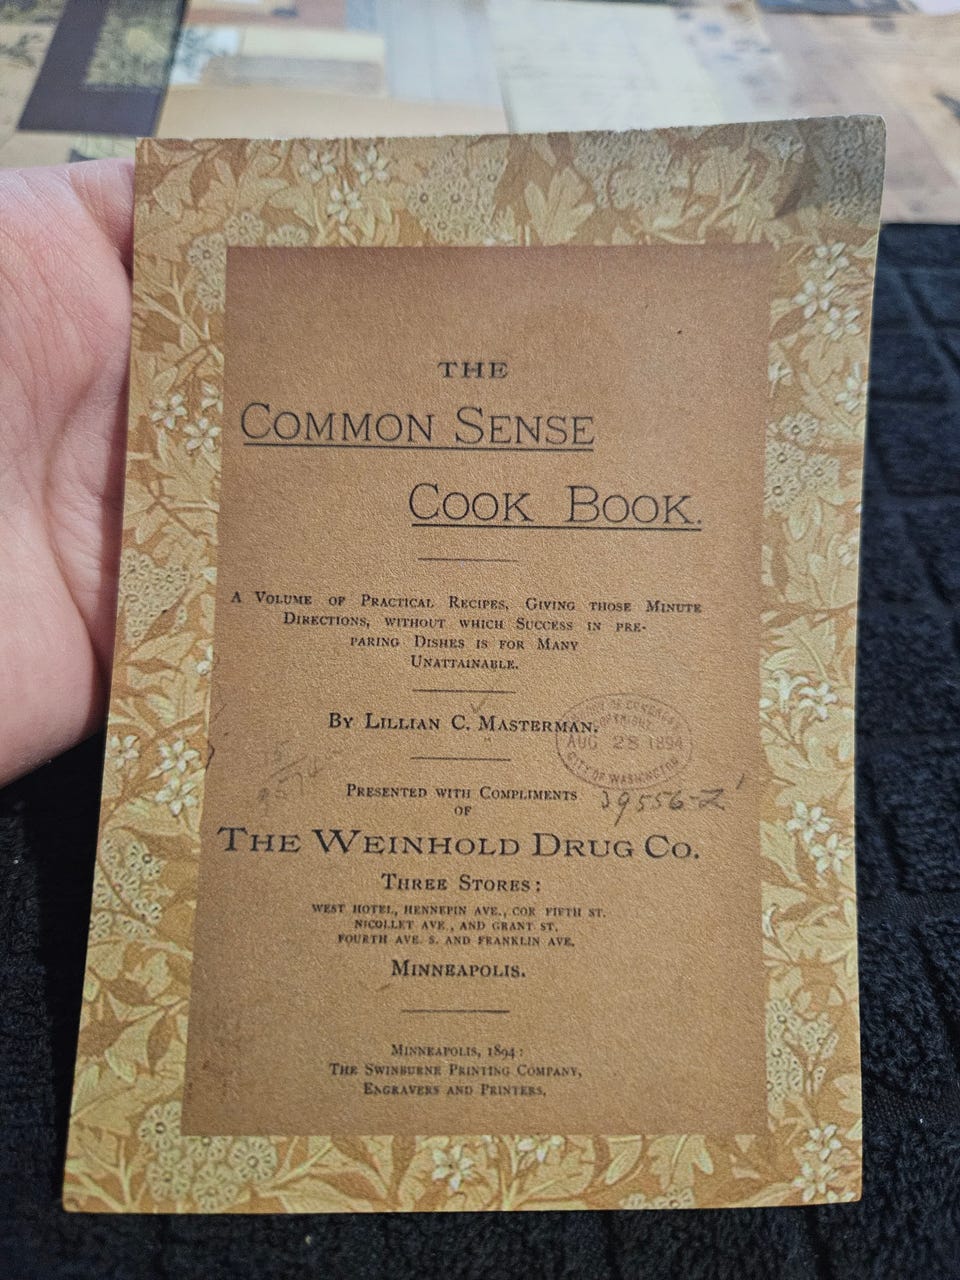 THE
COMMON SENSE
COOK BOOK.
A VOLUME OF PRACTICAL RECIPES, GIVING THOSE MINUTE
DIRECTIONS, WITHOUT WHICH SUCCESS IN PRE-
PARING DISHES IS FOR MANY
UNATTAINABLE.
BY LILLIAN C. MASTERMAN.
COPYRIGHT
AUG 28 1894
CITY OF WASHINGTON
PRESENTED WITH COMPLIMENTS
39556-Z'
OF
THE WEINHOLD DRUG CO.
THREE STORES:
WEST HOTEL, HENNEPIN AVE., COR FIFTH ST.
NICOLLET AVE., AND GRANT ST.
FOURTH AVE. S. AND FRANKLIN AVE.
MINNEAPOLIS.
MINNEAPOLIS, 1894:
THE SWINBURNE PRINTING COMPANY,
ENGRAVERS AND PRINTERS.